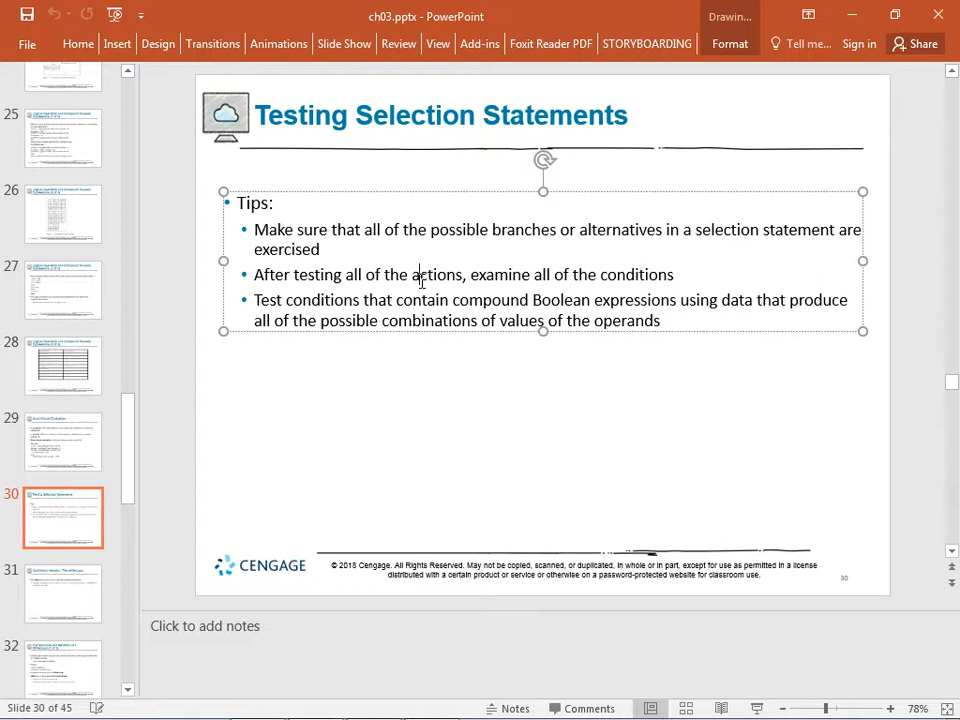 ch03.pptx - PowerPoint
Drawin...
File
Home
Insert
Design
Transitions
Animations
Slide Show
Review
View
Add-ins
Foxit Reader PDF
STORYBOARDING
Format
Tell me...
Sign in
Share
25
26
27
28
29
30
31
32
Testing Selection Statements
• Tips:
• Make sure that all of the possible branches or alternatives in a selection statement are
exercised
• After testing all of the actions, examine all of the conditions
• Test conditions that contain compound Boolean expressions using data that produce
all of the possible combinations of values of the operands
CENGAGE
© 2018 Cengage. All Rights Reserved. May not be copied, scanned, or duplicated, in whole or in part, except for use as permitted in a license
distributed with a certain product or service or otherwise on a password-protected website for classroom use.
30
Click to add notes
Slide 30 of 45
Notes
Comments
78%